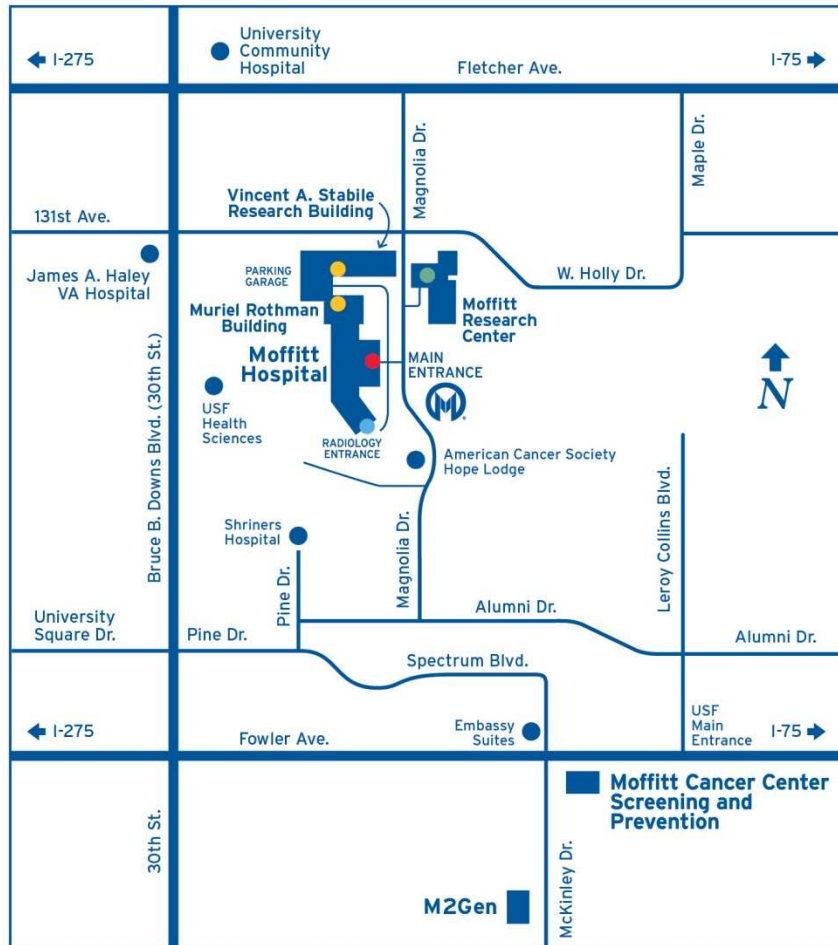 University
Community
Hospital
I-275
I-75
Fletcher Ave.
Magnolia Dr.
Maple Dr.
Vincent A. Stabile
Research Building
131st Ave.
James A. Haley
VA Hospital
PARKING
GARAGE
W. Holly Dr.
Muriel Rothman
Building
Moffitt
Research
Center
Moffitt
Hospital
MAIN
ENTRANCE
M
N
Bruce B. Downs Blvd. (30th St.)
USF
Health
Sciences
RADIOLOGY
ENTRANCE
American Cancer Society
Hope Lodge
Leroy Collins Blvd.
Shriners
Hospital
Pine Dr.
Magnolia Dr.
University
Square Dr.
Pine Dr.
Alumni Dr.
Alumni Dr.
Spectrum Blvd.
I-275
Fowler Ave.
Embassy
Suites
USF
Main
Entrance
I-75
Moffitt Cancer Center
Screening and
Prevention
30th St.
McKinley Dr.
M2Gen